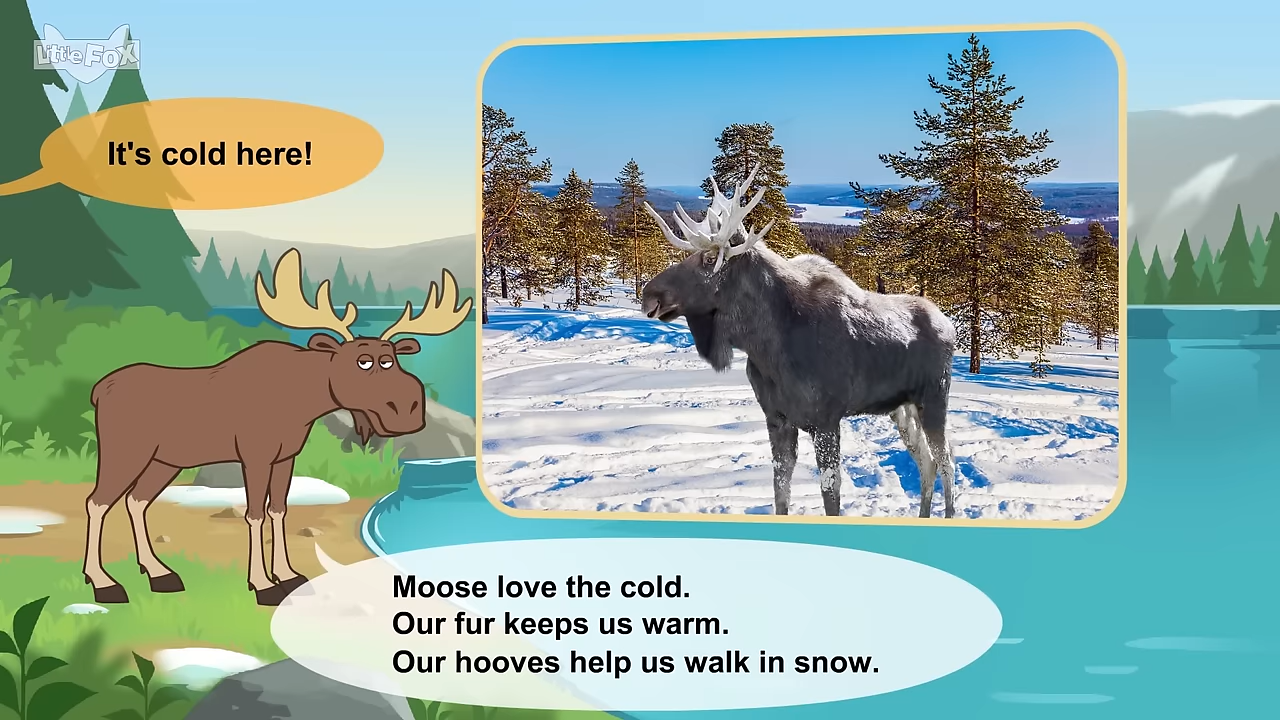 Little Fox
It's cold here!
Moose love the cold.
Our fur keeps us warm.
Our hooves help us walk in snow.